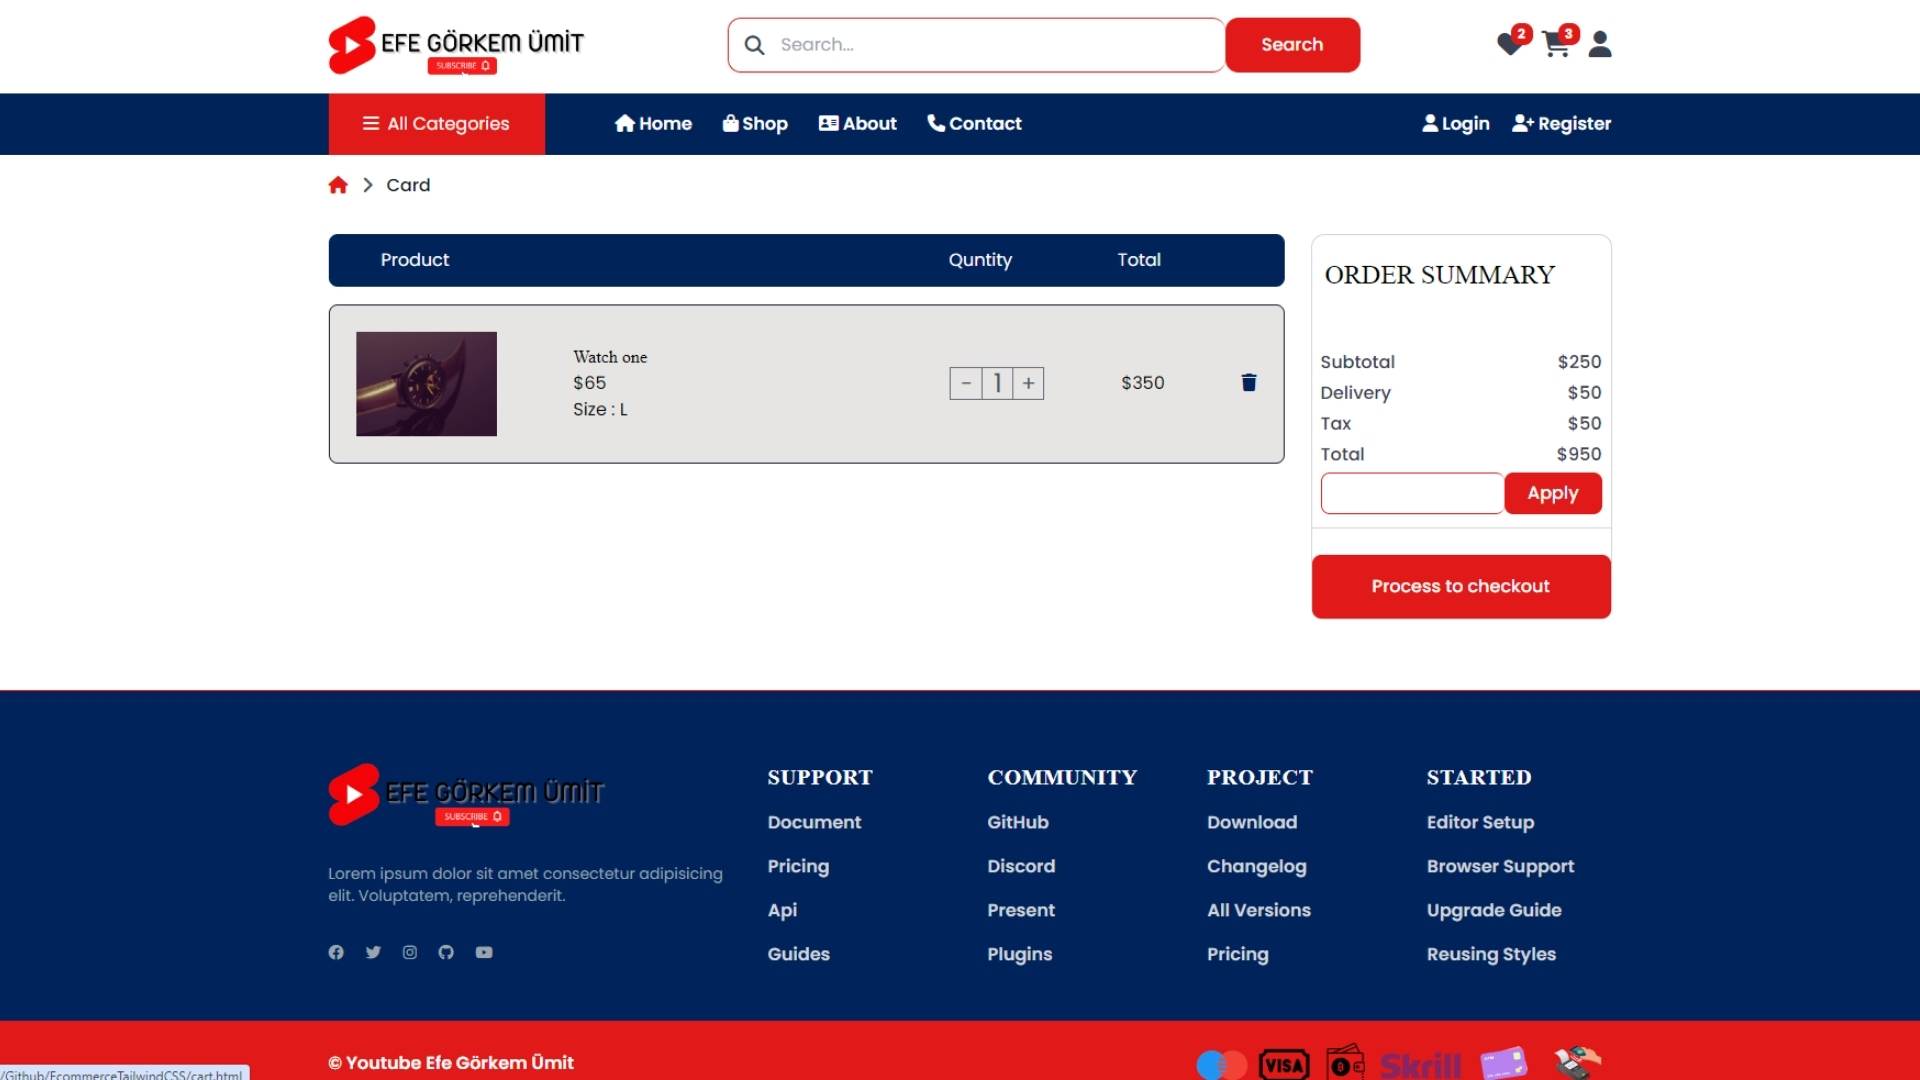 EFE GÖRKEM ÜMİT
SUBSCRIBE
Search...
Search
2
3
All Categories
Home
Shop
About
Contact
Login
Register
Card
Product
Quntity
Total
Watch one
$65
Size : L
- 1 +
$350
ORDER SUMMARY
Subtotal $250
Delivery $50
Tax $50
Total $950
Apply
Process to checkout
EFE GÖRKEM ÜMİT
SUBSCRIBE
Lorem ipsum dolor sit amet consectetur adipisicing
elit. Voluptatem, reprehenderit.
SUPPORT
Document
Pricing
Api
Guides
COMMUNITY
GitHub
Discord
Present
Plugins
PROJECT
Download
Changelog
All Versions
Pricing
STARTED
Editor Setup
Browser Support
Upgrade Guide
Reusing Styles
© Youtube Efe Görkem Ümit
VISA
Skrill
/Github/EcommerceTailwindCSS/cart.html